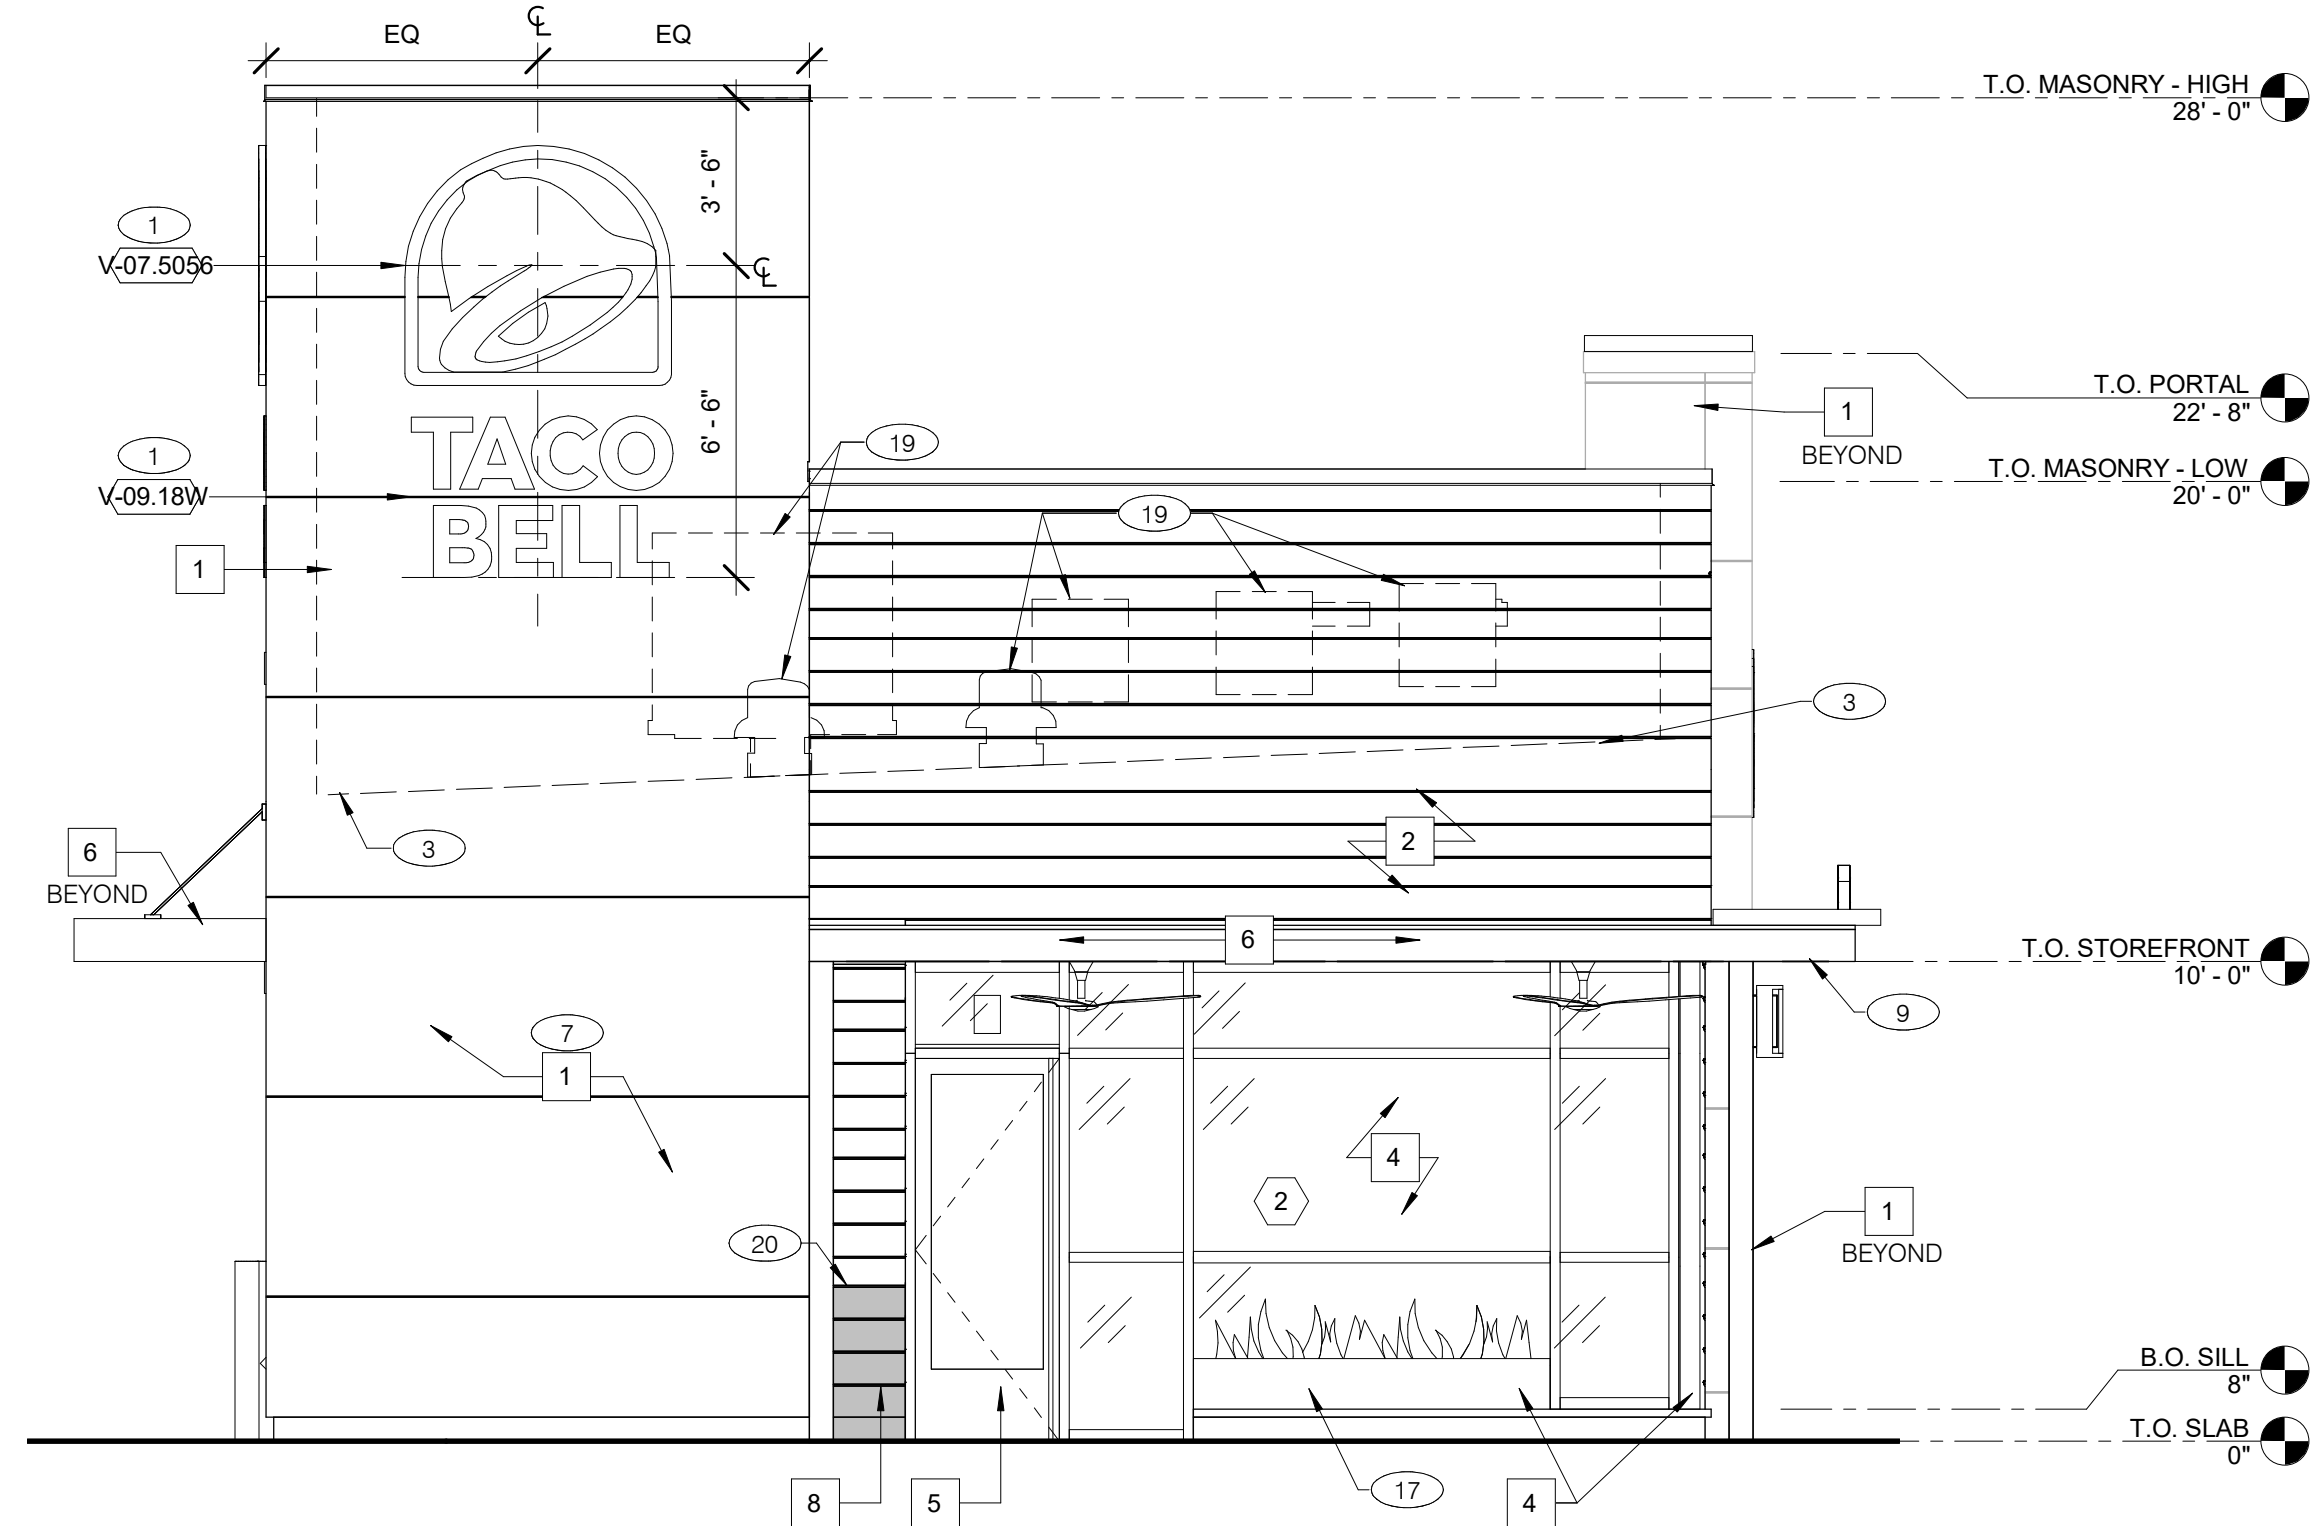 EQ
℄
EQ
T.O. MASONRY - HIGH
28' - 0"
3' - 6"
1
V-07.5056
℄
T.O. PORTAL
22' - 8"
1
BEYOND
6' - 6"
TACO
BELL
19
T.O. MASONRY - LOW
20' - 0"
1
V-09.18W
19
1
3
3
2
6
BEYOND
6
T.O. STOREFRONT
10' - 0"
9
7
1
4
2
1
BEYOND
20
B.O. SILL
8"
T.O. SLAB
0"
8
5
17
4